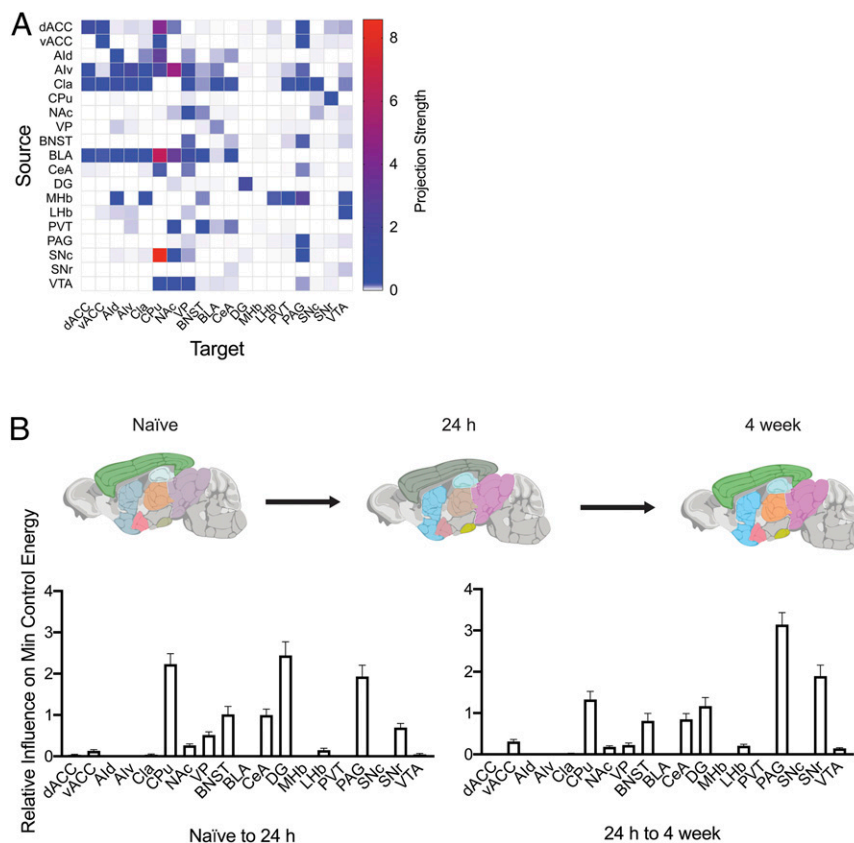 A
Source
dACC
vACC
AId
AIv
Cla
CPu
NAc
VP
BNST
BLA
CeA
DG
MHb
LHb
PVT
PAG
SNc
SNr
VTA
dACC
vACC
AId
AIv
Cla
CPu
NAc
VP
BNST
BLA
CeA
DG
MHb
LHb
PVT
PAG
SNc
SNr
VTA
Target
8
6
4
2
0
Projection Strength
B
Naïve
24 h
4 week
Relative Influence on Min Control Energy
4
3
2
1
0
dACC
vACC
AId
AIv
Cla
CPu
NAc
VP
BNST
BLA
CeA
DG
MHb
LHb
PVT
PAG
SNc
SNr
VTA
Naïve to 24 h
4
3
2
1
0
dACC
vACC
AId
AIv
Cla
CPu
NAc
VP
BNST
BLA
CeA
DG
MHb
LHb
PVT
PAG
SNc
SNr
VTA
24 h to 4 week